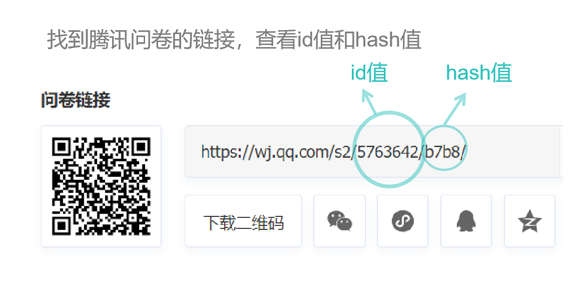 找到腾讯问卷的链接，查看id值和hash值
id值
hash值
问卷链接
https://wj.qq.com/s2/5763642/b7b8/
下载二维码